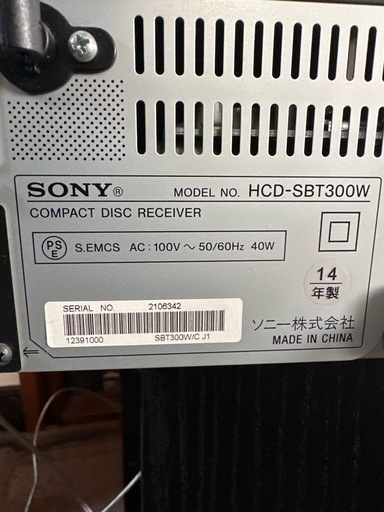 SONY®
MODEL NO. HCD-SBT300W
COMPACT DISC RECEIVER
PS
E
S.EMCS AC: 100V ~ 50/60Hz 40W
14
年製
SERIAL NO. 2106342
12391000 SBT300W/C J1
ソニー株式会社
MADE IN CHINA